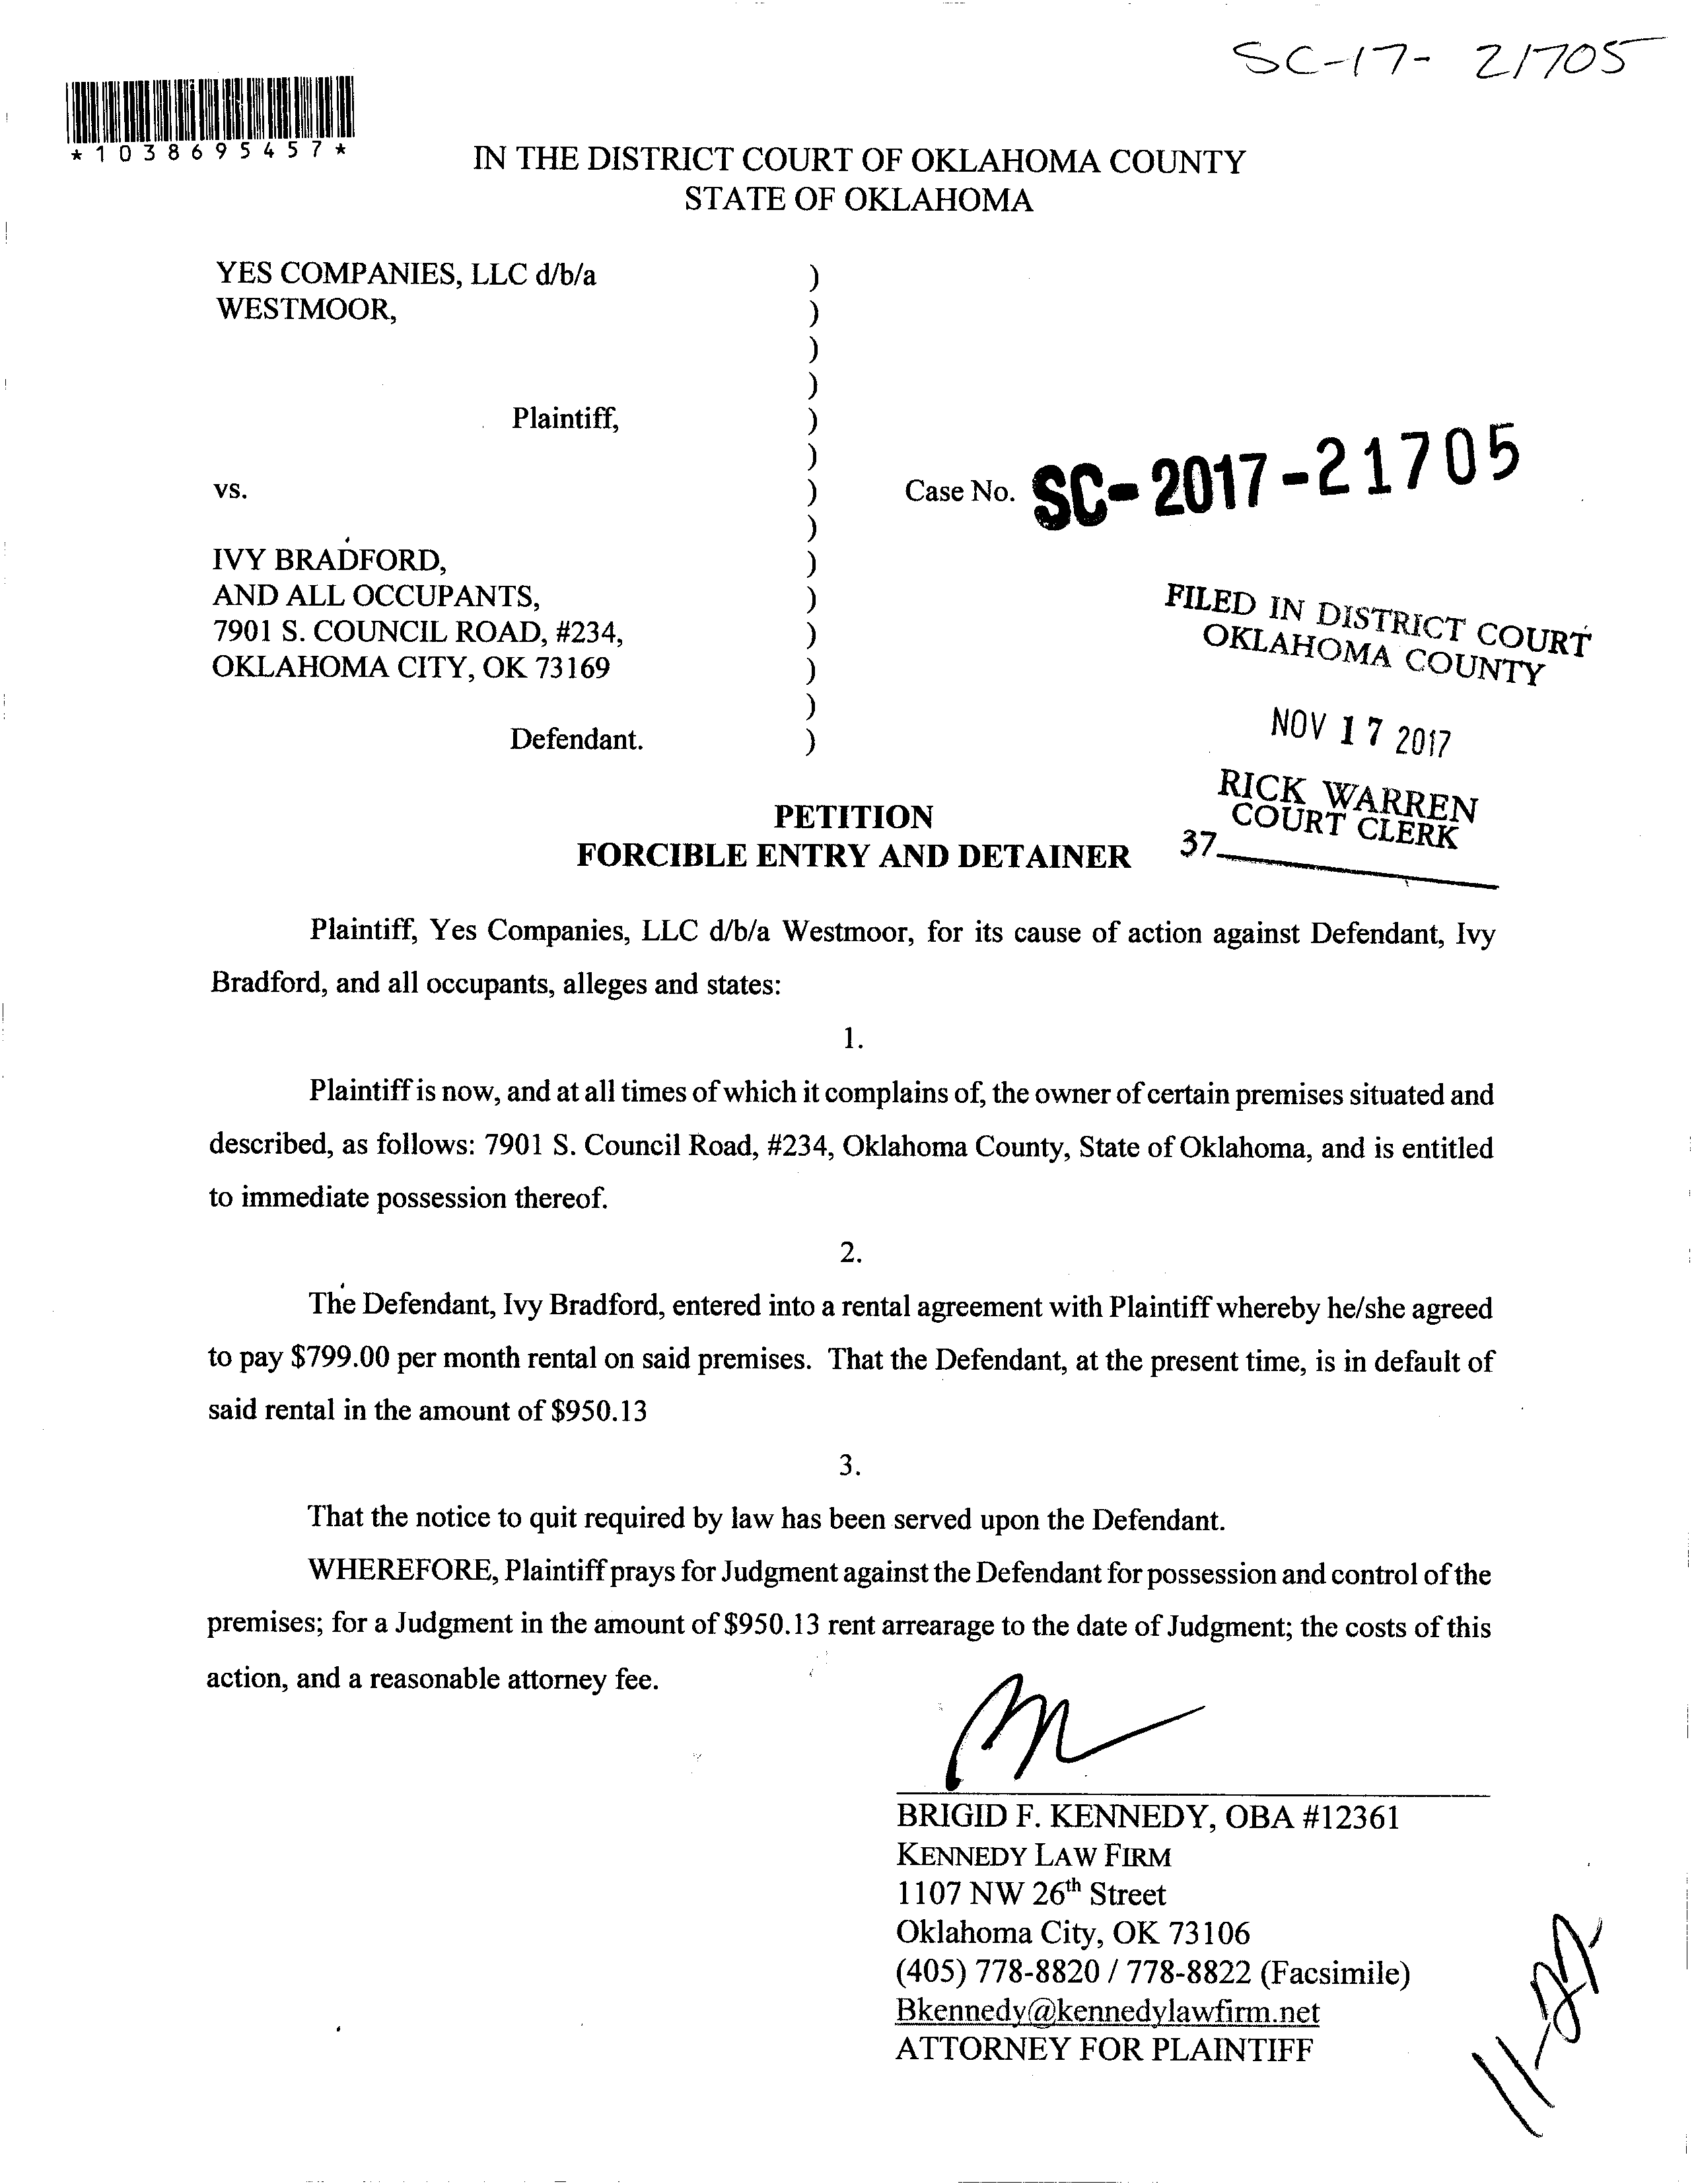 SC-17- 21705
*1038695457*
IN THE DISTRICT COURT OF OKLAHOMA COUNTY
STATE OF OKLAHOMA
YES COMPANIES, LLC d/b/a )
WESTMOOR, )
)
)
Plaintiff, )
)
vs. ) Case No. SC-2017-21705
)
IVY BRADFORD, )
AND ALL OCCUPANTS, )
7901 S. COUNCIL ROAD, #234, )
OKLAHOMA CITY, OK 73169 )
)
Defendant. )
FILED IN DISTRICT COURT
OKLAHOMA COUNTY
NOV 17 2017
RICK WARREN
COURT CLERK
37
PETITION
FORCIBLE ENTRY AND DETAINER
Plaintiff, Yes Companies, LLC d/b/a Westmoor, for its cause of action against Defendant, Ivy
Bradford, and all occupants, alleges and states:
1.
Plaintiff is now, and at all times of which it complains of, the owner of certain premises situated and
described, as follows: 7901 S. Council Road, #234, Oklahoma County, State of Oklahoma, and is entitled
to immediate possession thereof.
2.
The Defendant, Ivy Bradford, entered into a rental agreement with Plaintiff whereby he/she agreed
to pay $799.00 per month rental on said premises. That the Defendant, at the present time, is in default of
said rental in the amount of $950.13
3.
That the notice to quit required by law has been served upon the Defendant.
WHEREFORE, Plaintiff prays for Judgment against the Defendant for possession and control of the
premises; for a Judgment in the amount of $950.13 rent arrearage to the date of Judgment; the costs of this
action, and a reasonable attorney fee.
BRIGID F. KENNEDY, OBA #12361
KENNEDY LAW FIRM
1107 NW 26th Street
Oklahoma City, OK 73106
(405) 778-8820 / 778-8822 (Facsimile)
Bkennedy@kennedylawfirm.net
ATTORNEY FOR PLAINTIFF